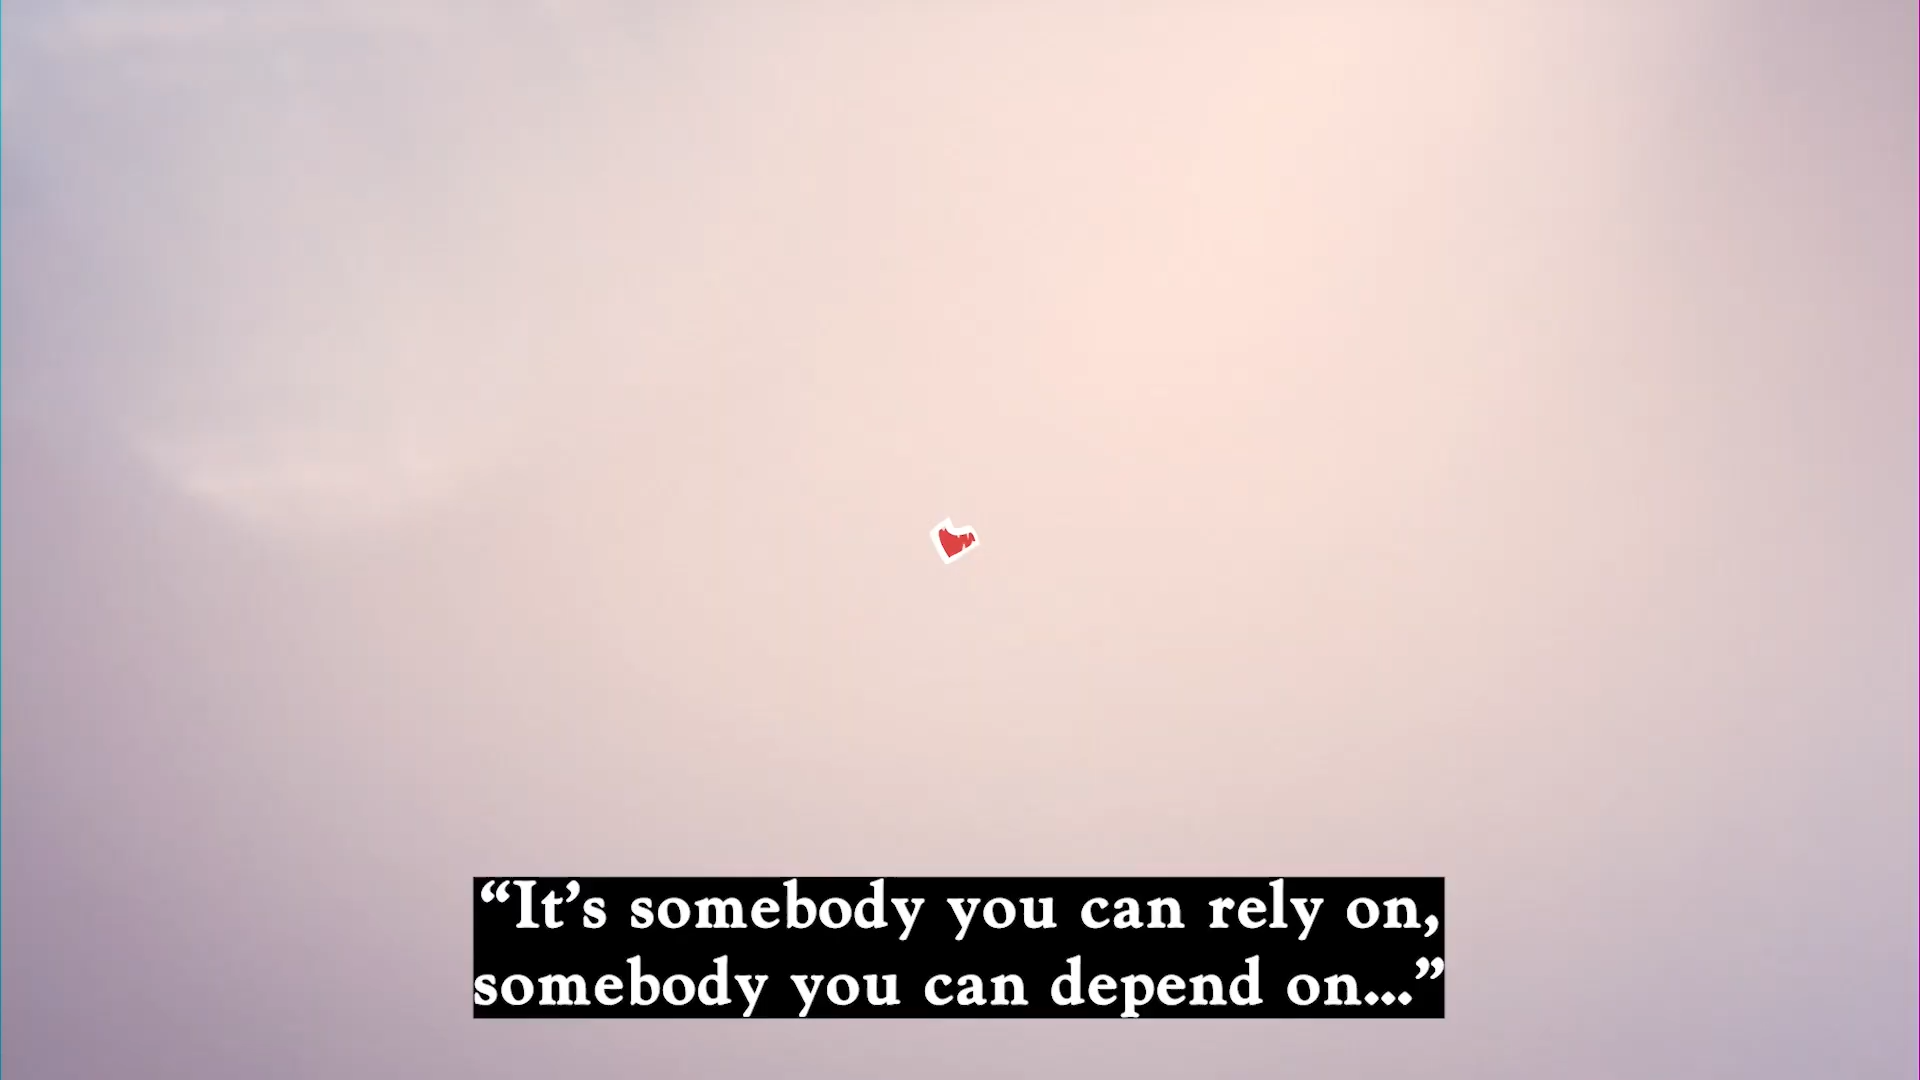 “It’s somebody you can rely on,
somebody you can depend on...”